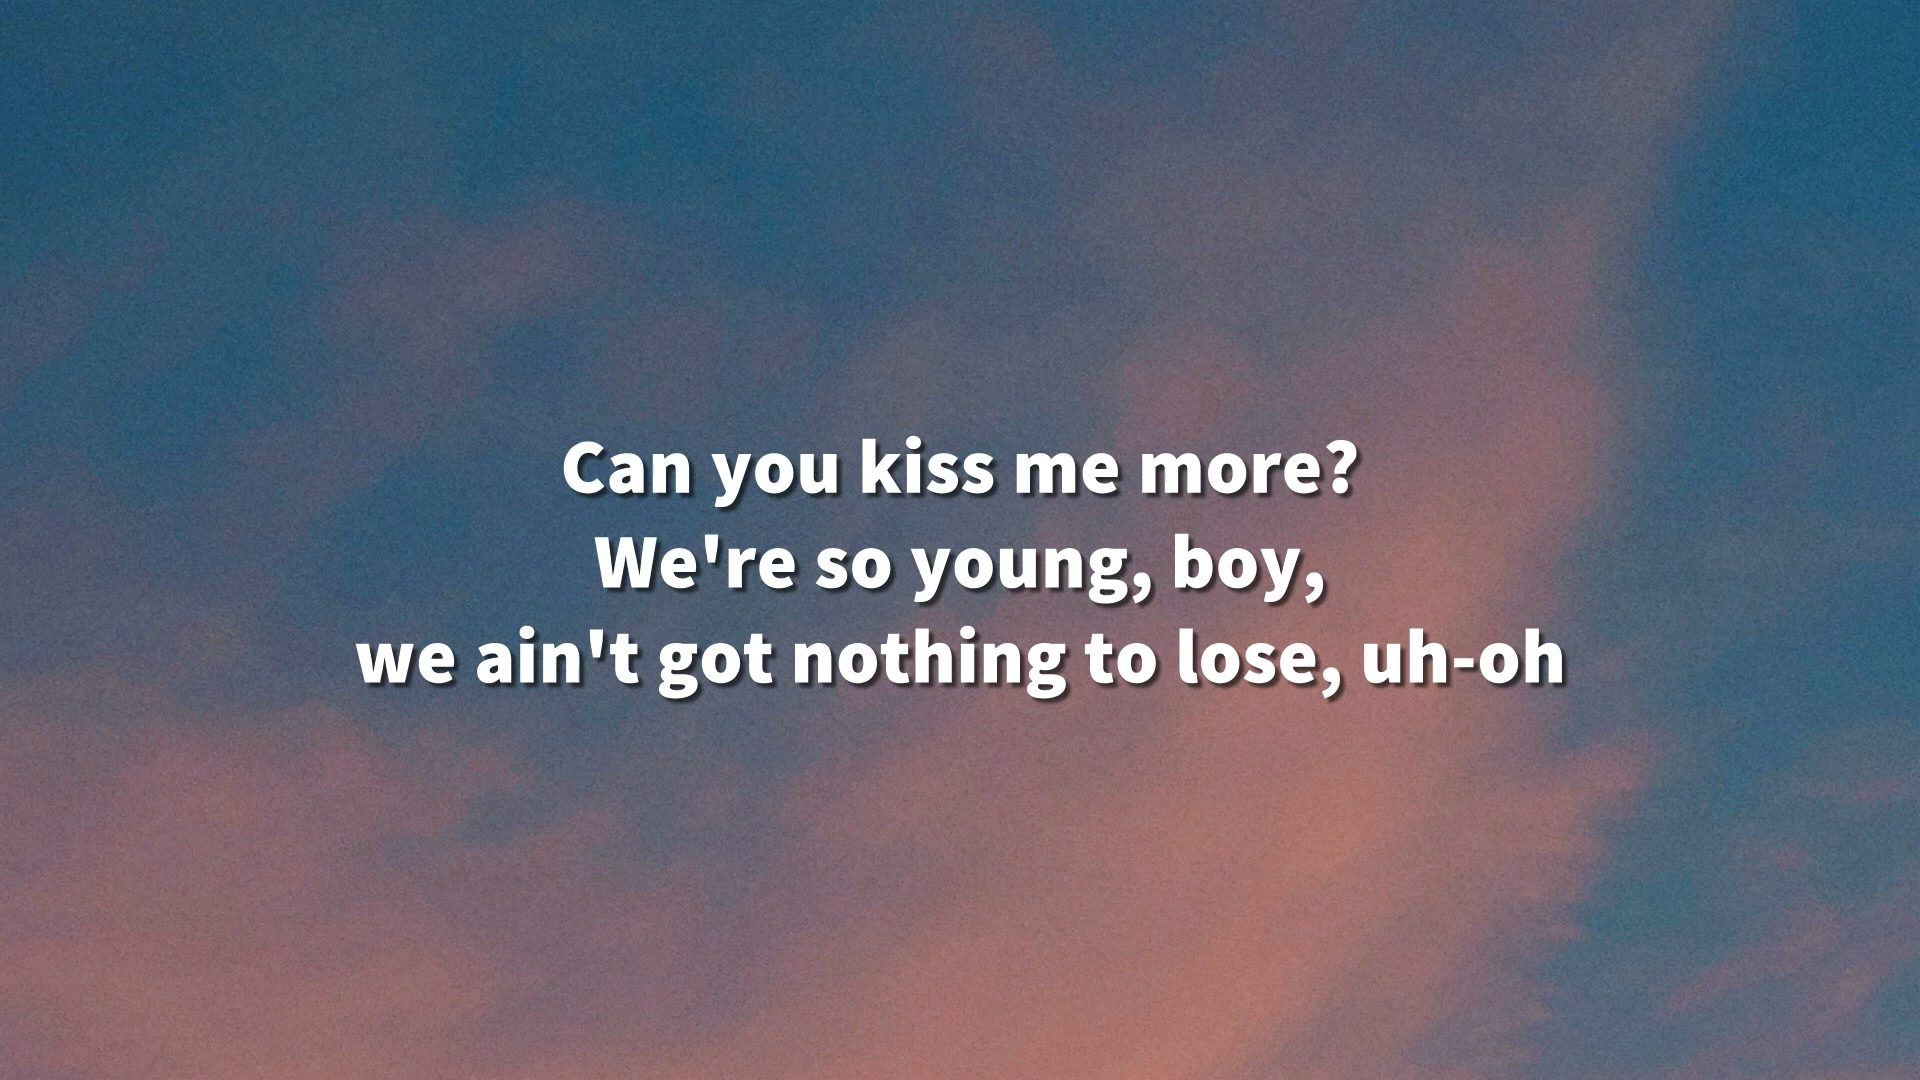 Can you kiss me more?
We're so young, boy,
we ain't got nothing to lose, uh-oh